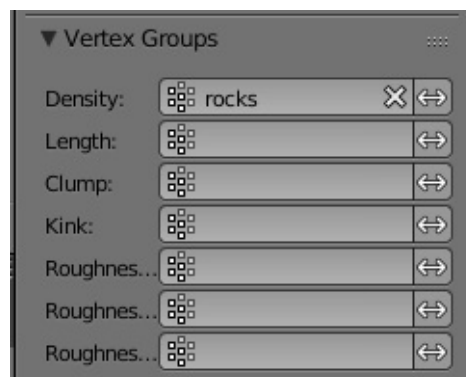 Vertex Groups
Density: rocks
Length:
Clump:
Kink:
Roughnes...
Roughnes...
Roughnes...